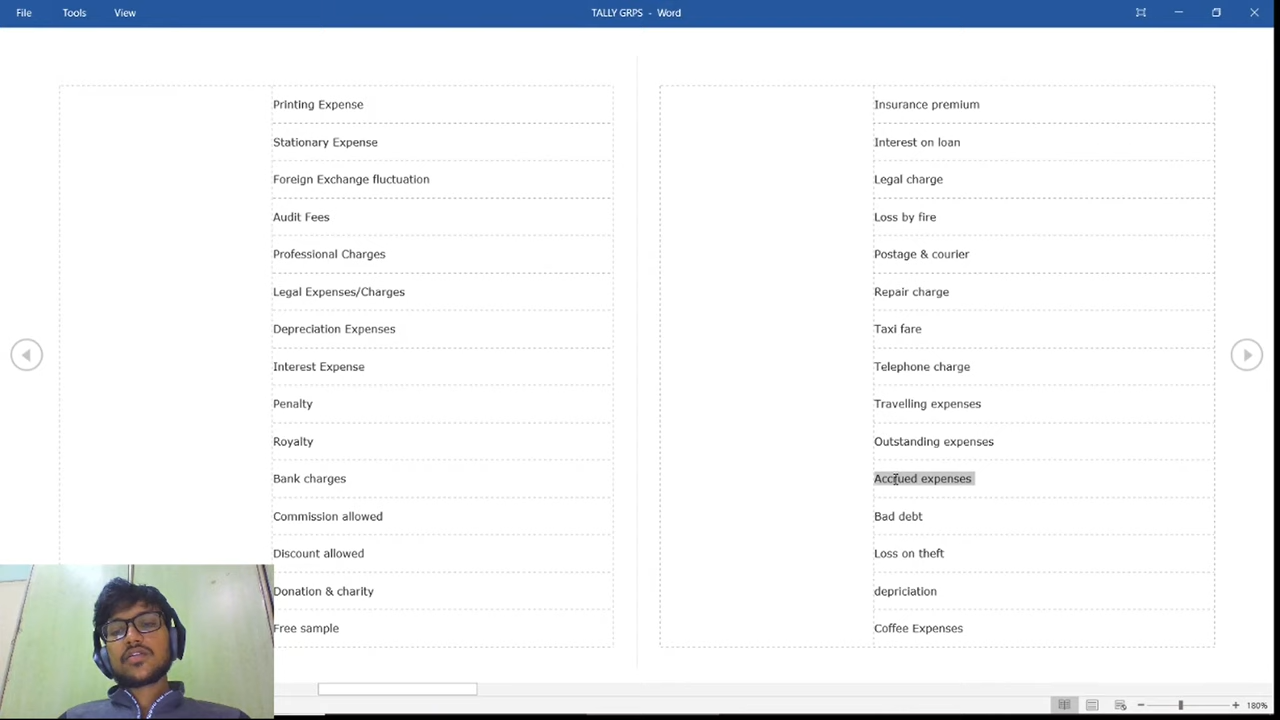 File Tools View TALLY GRPS - Word
Printing Expense
Stationary Expense
Foreign Exchange fluctuation
Audit Fees
Professional Charges
Legal Expenses/Charges
Depreciation Expenses
Interest Expense
Penalty
Royalty
Bank charges
Commission allowed
Discount allowed
Donation & charity
Free sample
Insurance premium
Interest on loan
Legal charge
Loss by fire
Postage & courier
Repair charge
Taxi fare
Telephone charge
Travelling expenses
Outstanding expenses
Accrued expenses
Bad debt
Loss on theft
depriciation
Coffee Expenses
180%